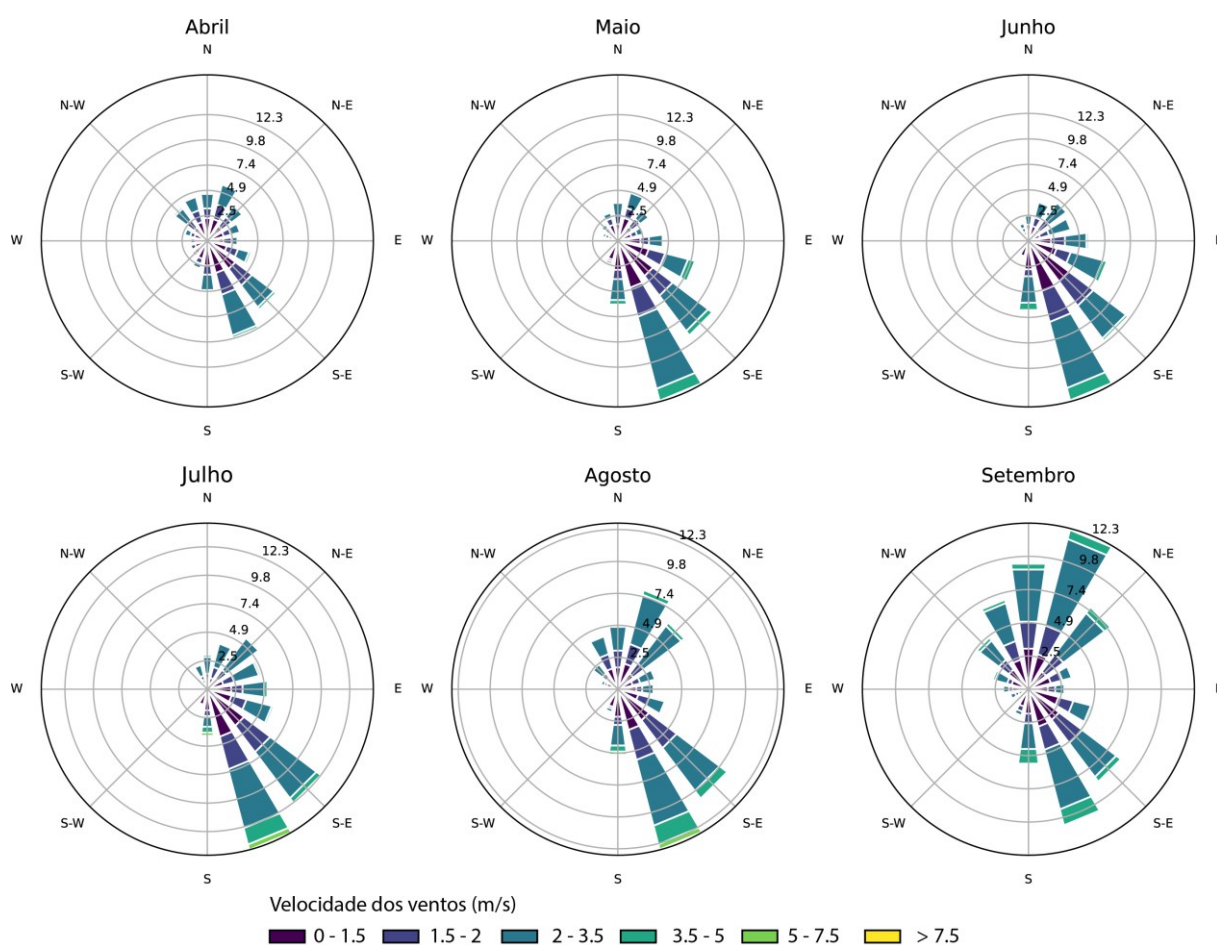 Abril
N
N-W
N-E
12.3
9.8
7.4
4.9
2.5
W
E
S-W
S-E
S
Maio
N
N-W
N-E
12.3
9.8
7.4
4.9
2.5
W
E
S-W
S-E
S
Junho
N
N-W
N-E
12.3
9.8
7.4
4.9
2.5
W
S-W
S-E
S
Julho
N
N-W
N-E
12.3
9.8
7.4
4.9
2.5
W
E
S-W
S-E
S
Agosto
N
N-W
N-E
12.3
9.8
7.4
4.9
2.5
W
E
S-W
S-E
S
Setembro
N
N-W
N-E
12.3
9.8
7.4
4.9
2.5
W
S-W
S-E
S
Velocidade dos ventos (m/s)
0 - 1.5 1.5 - 2 2 - 3.5 3.5 - 5 5 - 7.5 > 7.5